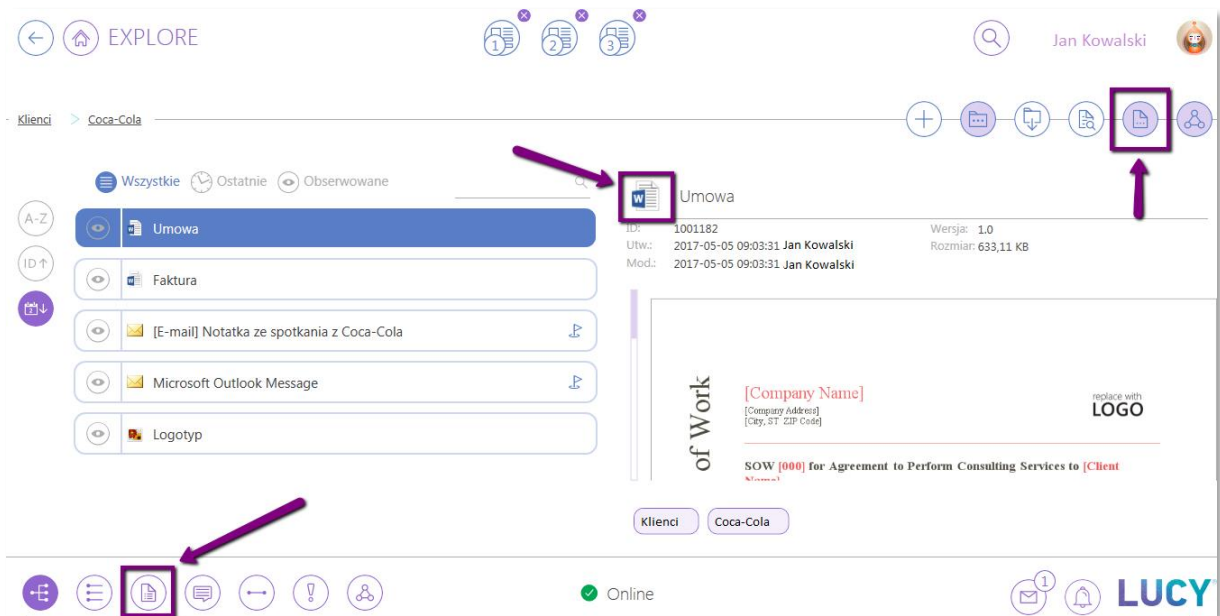 EXPLORE
1
2
3
Jan Kowalski
Klienci > Coca-Cola
Wszystkie Ostatnie Obserwowane
A-Z
ID↑
Umowa
Faktura
[E-mail] Notatka ze spotkania z Coca-Cola
Microsoft Outlook Message
Logotyp
Umowa
ID: 1001182 Wersja: 1.0
Utw.: 2017-05-05 09:03:31 Jan Kowalski Rozmiar: 633,11 KB
Mod.: 2017-05-05 09:03:31 Jan Kowalski
of Work
[Company Name]
[Company Address]
[City, ST ZIP Code]
replace with
LOGO
SOW [000] for Agreement to Perform Consulting Services to [Client
Name]
Klienci Coca-Cola
Online
1
LUCY